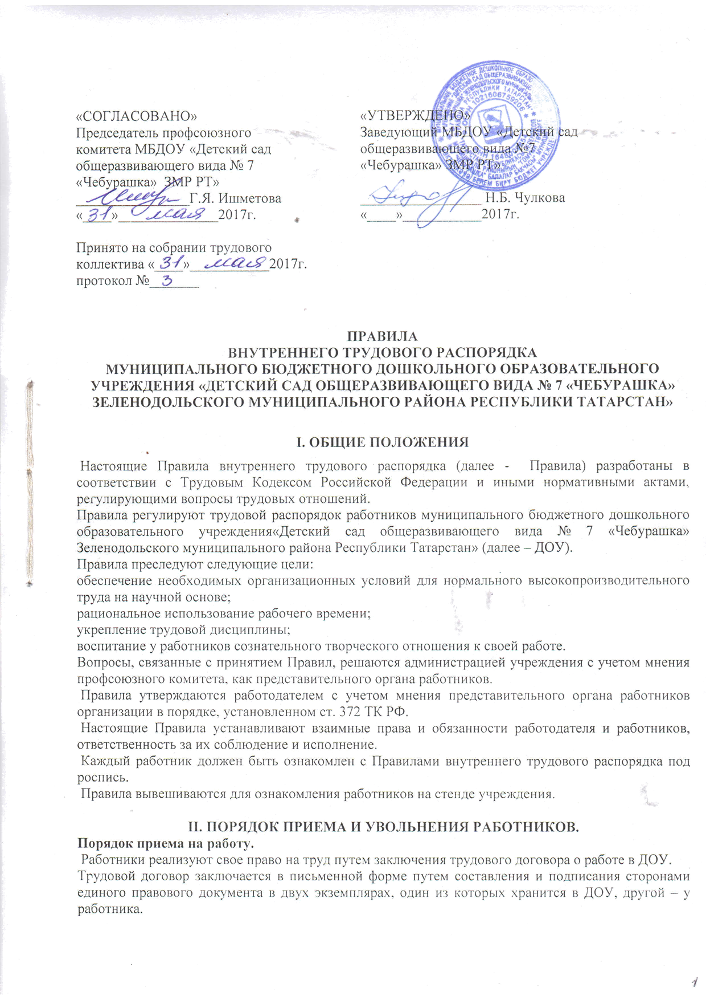 «СОГЛАСОВАНО»
Председатель профсоюзного
комитета МБДОУ «Детский сад
общеразвивающего вида № 7
«Чебурашка» ЗМР РТ»
________________Г.Я. Ишметова
«31» мая 2017г.
«УТВЕРЖДЕНО»
Заведующий МБДОУ «Детский сад
общеразвивающего вида №7
«Чебурашка» ЗМР РТ»
_________________ Н.Б. Чулкова
«____»___________2017г.
Принято на собрании трудового
коллектива «31» мая 2017г.
протокол № 3
ПРАВИЛА
ВНУТРЕННЕГО ТРУДОВОГО РАСПОРЯДКА
МУНИЦИПАЛЬНОГО БЮДЖЕТНОГО ДОШКОЛЬНОГО ОБРАЗОВАТЕЛЬНОГО
УЧРЕЖДЕНИЯ «ДЕТСКИЙ САД ОБЩЕРАЗВИВАЮЩЕГО ВИДА № 7 «ЧЕБУРАШКА»
ЗЕЛЕНОДОЛЬСКОГО МУНИЦИПАЛЬНОГО РАЙОНА РЕСПУБЛИКИ ТАТАРСТАН»
I. ОБЩИЕ ПОЛОЖЕНИЯ
Настоящие Правила внутреннего трудового распорядка (далее - Правила) разработаны в
соответствии с Трудовым Кодексом Российской Федерации и иными нормативными актами,
регулирующими вопросы трудовых отношений.
Правила регулируют трудовой распорядок работников муниципального бюджетного дошкольного
образовательного учреждения«Детский сад общеразвивающего вида № 7 «Чебурашка»
Зеленодольского муниципального района Республики Татарстан» (далее – ДОУ).
Правила преследуют следующие цели:
обеспечение необходимых организационных условий для нормального высокопроизводительного
труда на научной основе;
рациональное использование рабочего времени;
укрепление трудовой дисциплины;
воспитание у работников сознательного творческого отношения к своей работе.
Вопросы, связанные с принятием Правил, решаются администрацией учреждения с учетом мнения
профсоюзного комитета, как представительного органа работников.
Правила утверждаются работодателем с учетом мнения представительного органа работников
организации в порядке, установленном ст. 372 ТК РФ.
Настоящие Правила устанавливают взаимные права и обязанности работодателя и работников,
ответственность за их соблюдение и исполнение.
Каждый работник должен быть ознакомлен с Правилами внутреннего трудового распорядка под
роспись.
Правила вывешиваются для ознакомления работников на стенде учреждения.
II. ПОРЯДОК ПРИЕМА И УВОЛЬНЕНИЯ РАБОТНИКОВ.
Порядок приема на работу.
Работники реализуют свое право на труд путем заключения трудового договора о работе в ДОУ.
Трудовой договор заключается в письменной форме путем составления и подписания сторонами
единого правового документа в двух экземплярах, один из которых хранится в ДОУ, другой – у
работника.
1